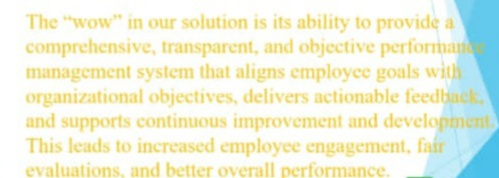 The “wow” in our solution is its ability to provide a
comprehensive, transparent, and objective performance
management system that aligns employee goals with
organizational objectives, delivers actionable feedback,
and supports continuous improvement and development.
This leads to increased employee engagement, fair
evaluations, and better overall performance.